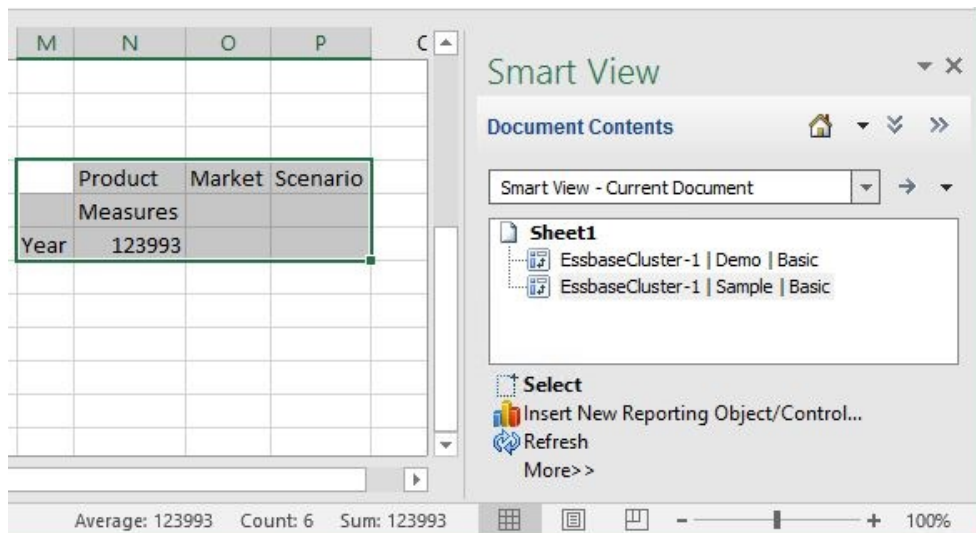 M N O P C
Product Market Scenario
Measures
Year 123993
Average: 123993 Count: 6 Sum: 123993
Smart View
Document Contents
Smart View - Current Document
Sheet1
EssbaseCluster-1 | Demo | Basic
EssbaseCluster-1 | Sample | Basic
Select
Insert New Reporting Object/Control...
Refresh
More>>
100%